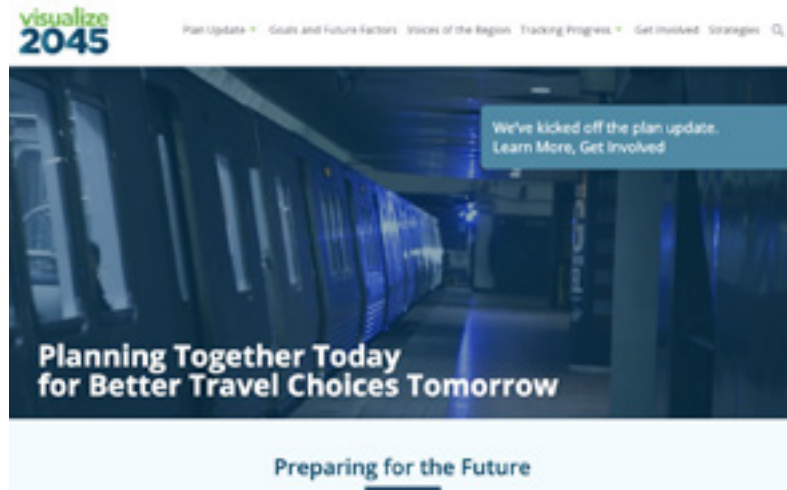 visualize
2045
Plan Update Goals and Future Factors Voices of the Region Tracking Progress Get Involved Strategies
We've kicked off the plan update.
Learn More, Get Involved
Planning Together Today
for Better Travel Choices Tomorrow
Preparing for the Future